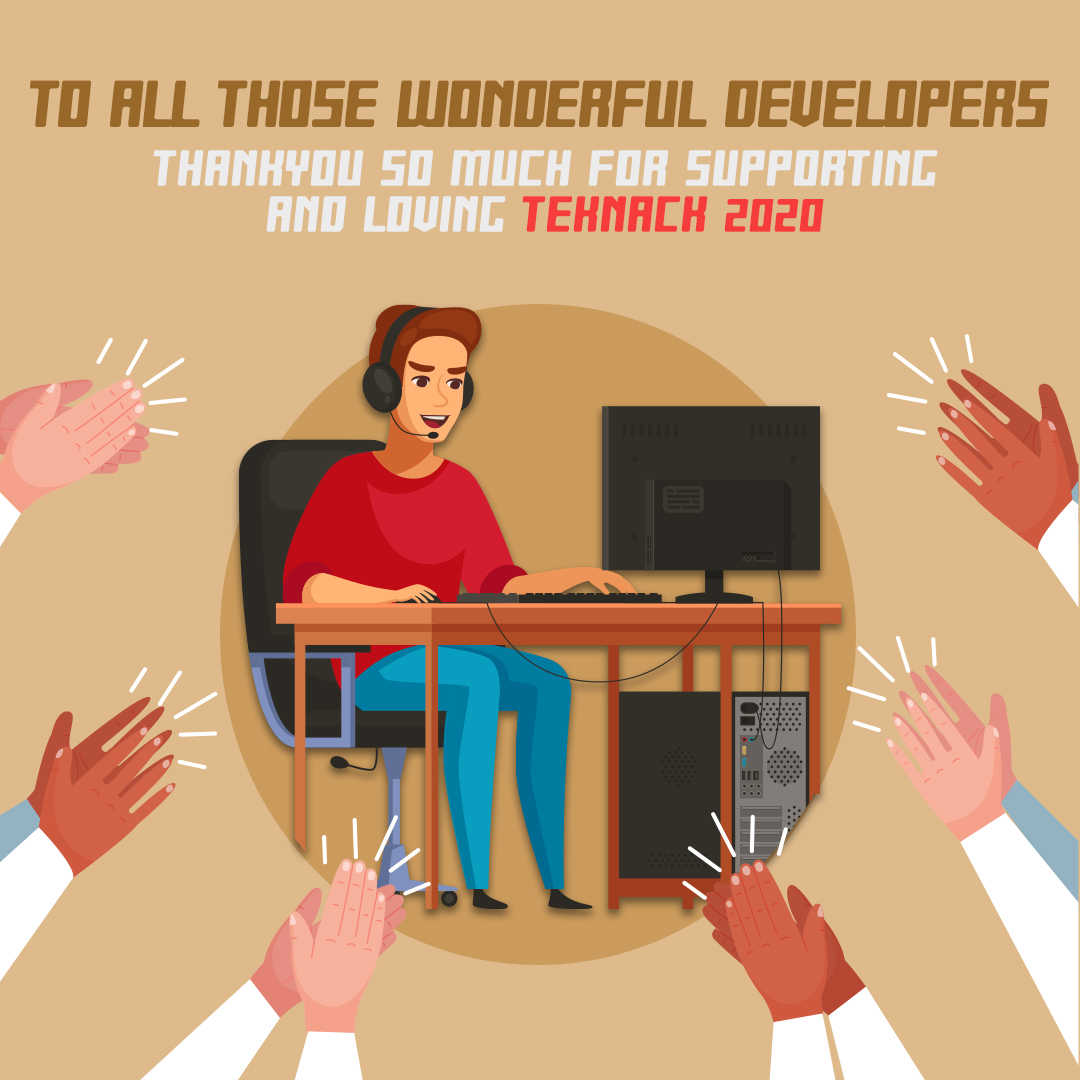 TO ALL THOSE WONDERFUL DEVELOPERS
THANKYOU SO MUCH FOR SUPPORTING
AND LOVING TEKNACK 2020